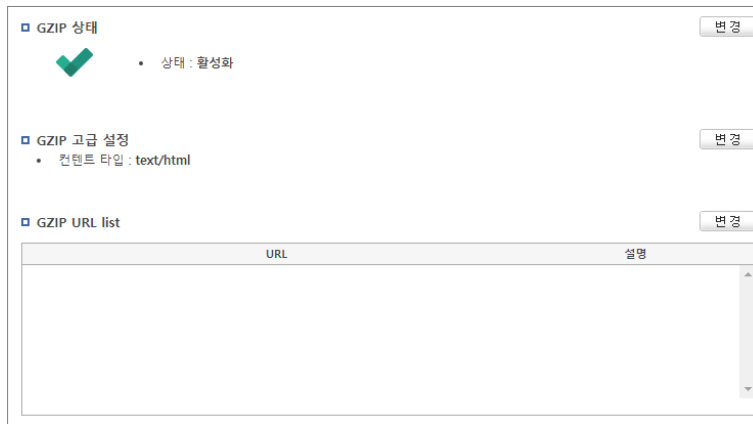 GZIP 상태
변경
상태 : 활성화
GZIP 고급 설정
변경
컨텐트 타입 : text/html
GZIP URL list
변경
URL 설명